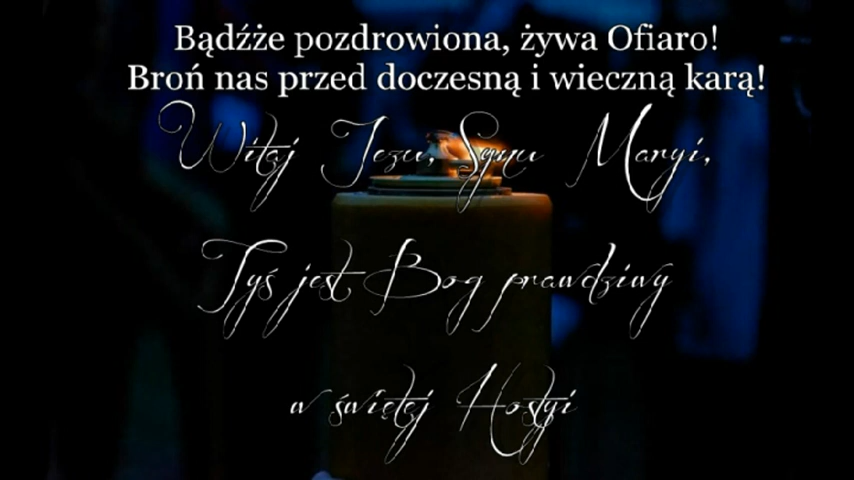 Bądźże pozdrowiona, żywa Ofiaro!
Broń nas przed doczesną i wieczną karą!
Witaj Jezu, Synu Maryi,
Tyś jest Bog prawdziwy
w świętej Hostyi